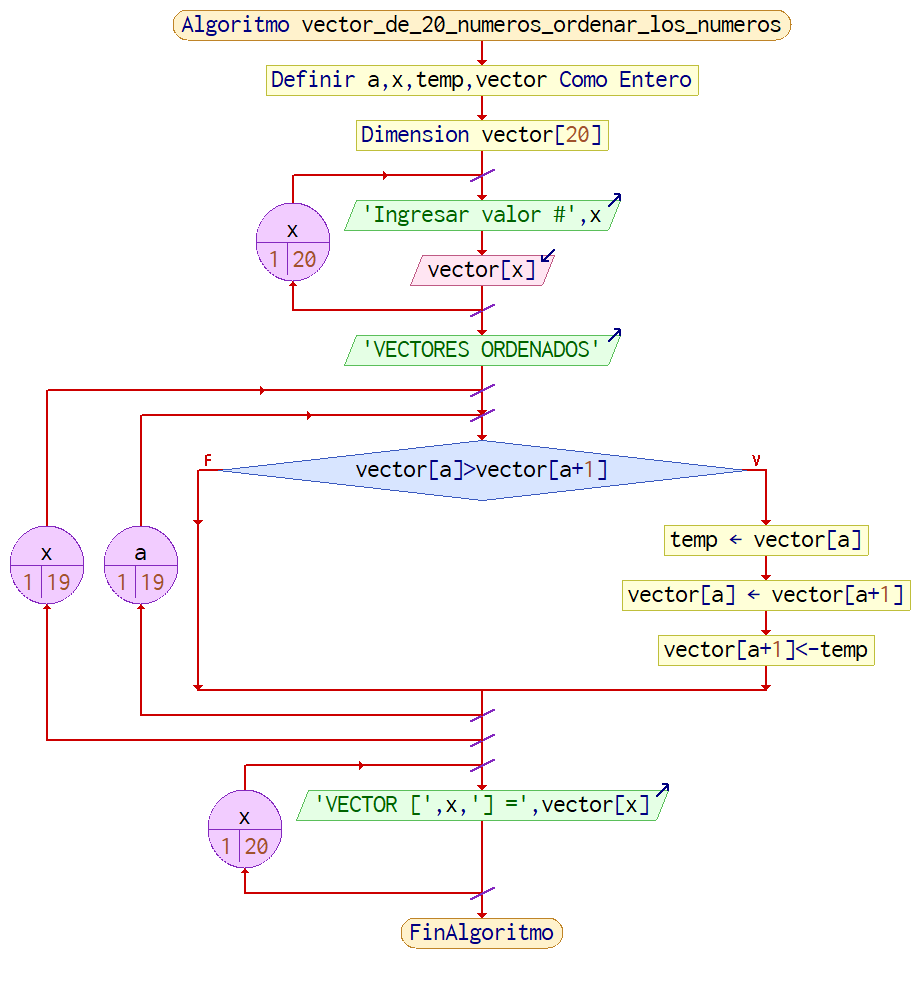 Algoritmo vector_de_20_numeros_ordenar_los_numeros
Definir a,x,temp,vector Como Entero
Dimension vector[20]
'Ingresar valor #',x
x
1 20
vector[x]
'VECTORES ORDENADOS'
F
vector[a]>vector[a+1]
V
x
1 19
a
1 19
temp ← vector[a]
vector[a] ← vector[a+1]
vector[a+1]<-temp
'VECTOR [',x,'] =',vector[x]
x
1 20
FinAlgoritmo